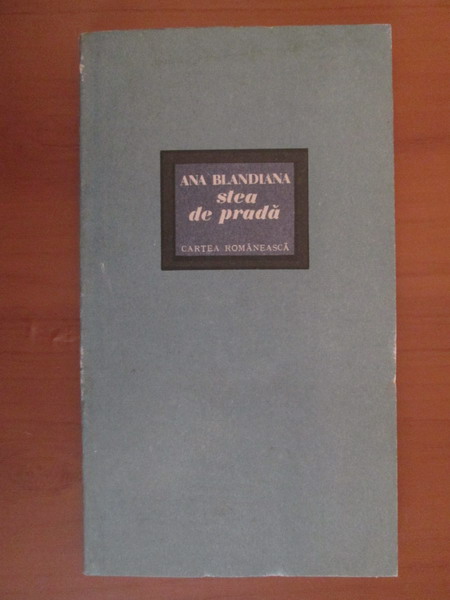 ANA BLANDIANA
stea
de pradă
CARTEA ROMÂNEASCĂ